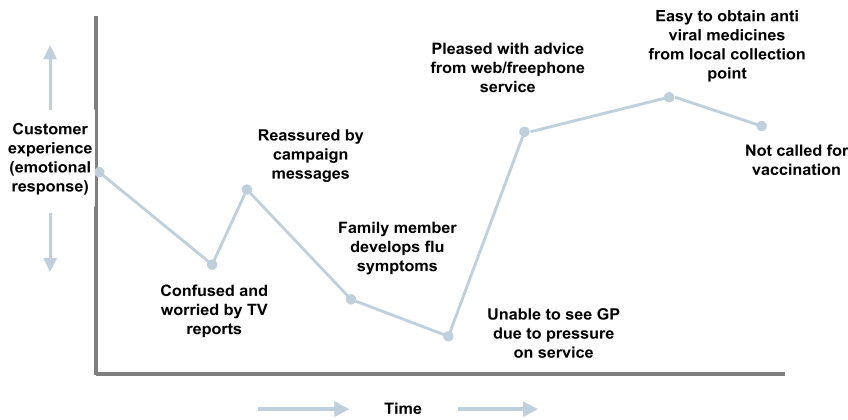 Easy to obtain anti
viral medicines
from local collection
point
Pleased with advice
from web/freephone
service
Customer
experience
(emotional
response)
Reassured by
campaign
messages
Not called for
vaccination
Family member
develops flu
symptoms
Confused and
worried by TV
reports
Unable to see GP
due to pressure
on service
Time